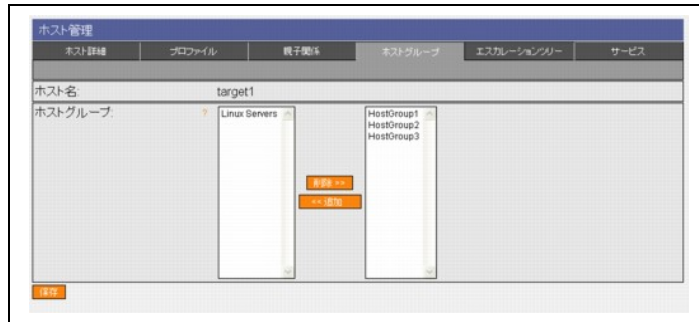 ホスト管理
ホスト詳細 プロファイル 親子関係 ホストグループ エスカレーションツリー サービス
ホスト名: target1
ホストグループ: ? Linux Servers HostGroup1
HostGroup2
HostGroup3
削除 >>
<< 追加
保存